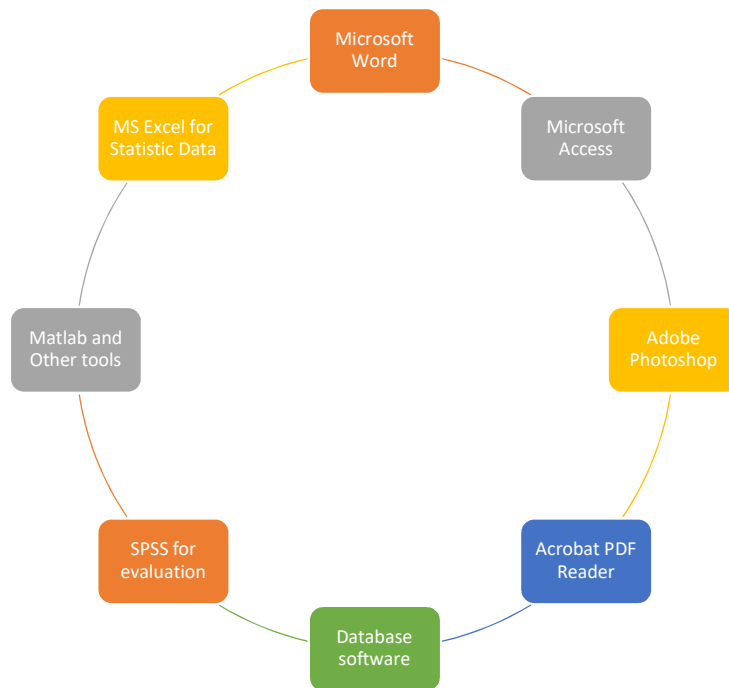 Microsoft
Word
Microsoft
Access
Adobe
Photoshop
Acrobat PDF
Reader
Database
software
SPSS for
evaluation
Matlab and
Other tools
MS Excel for
Statistic Data